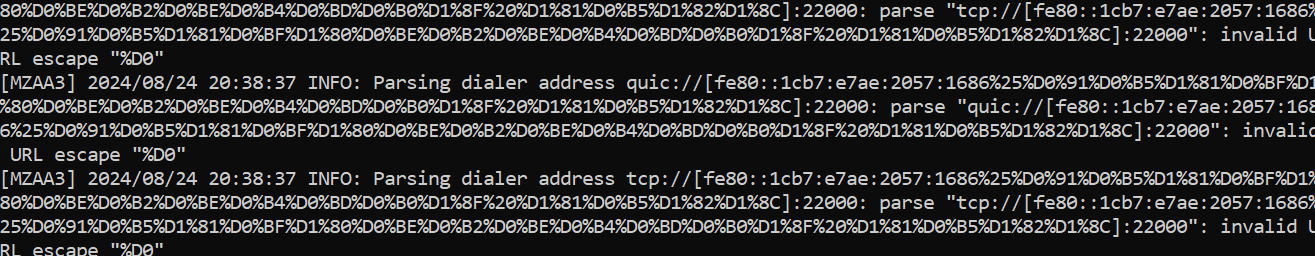 80%D0%BE%D0%B2%D0%BE%D0%B4%D0%BD%D0%B0%D1%8F%20%D1%81%D0%B5%D1%82%D1%8C]:22000: parse "tcp://[fe80::1cb7:e7ae:2057:1686%
25%D0%91%D0%B5%D1%81%D0%BF%D1%80%D0%BE%D0%B2%D0%BE%D0%B4%D0%BD%D0%B0%D1%8F%20%D1%81%D0%B5%D1%82%D1%8C]:22000": invalid U
RL escape "%D0"
[MZAA3] 2024/08/24 20:38:37 INFO: Parsing dialer address quic://[fe80::1cb7:e7ae:2057:1686%25%D0%91%D0%B5%D1%81%D0%BF%D1
%80%D0%BE%D0%B2%D0%BE%D0%B4%D0%BD%D0%B0%D1%8F%20%D1%81%D0%B5%D1%82%D1%8C]:22000: parse "quic://[fe80::1cb7:e7ae:2057:168
6%25%D0%91%D0%B5%D1%81%D0%BF%D1%80%D0%BE%D0%B2%D0%BE%D0%B4%D0%BD%D0%B0%D1%8F%20%D1%81%D0%B5%D1%82%D1%8C]:22000": invalid
URL escape "%D0"
[MZAA3] 2024/08/24 20:38:37 INFO: Parsing dialer address tcp://[fe80::1cb7:e7ae:2057:1686%25%D0%91%D0%B5%D1%81%D0%BF%D1%
80%D0%BE%D0%B2%D0%BE%D0%B4%D0%BD%D0%B0%D1%8F%20%D1%81%D0%B5%D1%82%D1%8C]:22000: parse "tcp://[fe80::1cb7:e7ae:2057:1686%
25%D0%91%D0%B5%D1%81%D0%BF%D1%80%D0%BE%D0%B2%D0%BE%D0%B4%D0%BD%D0%B0%D1%8F%20%D1%81%D0%B5%D1%82%D1%8C]:22000": invalid U
RL escape "%D0"